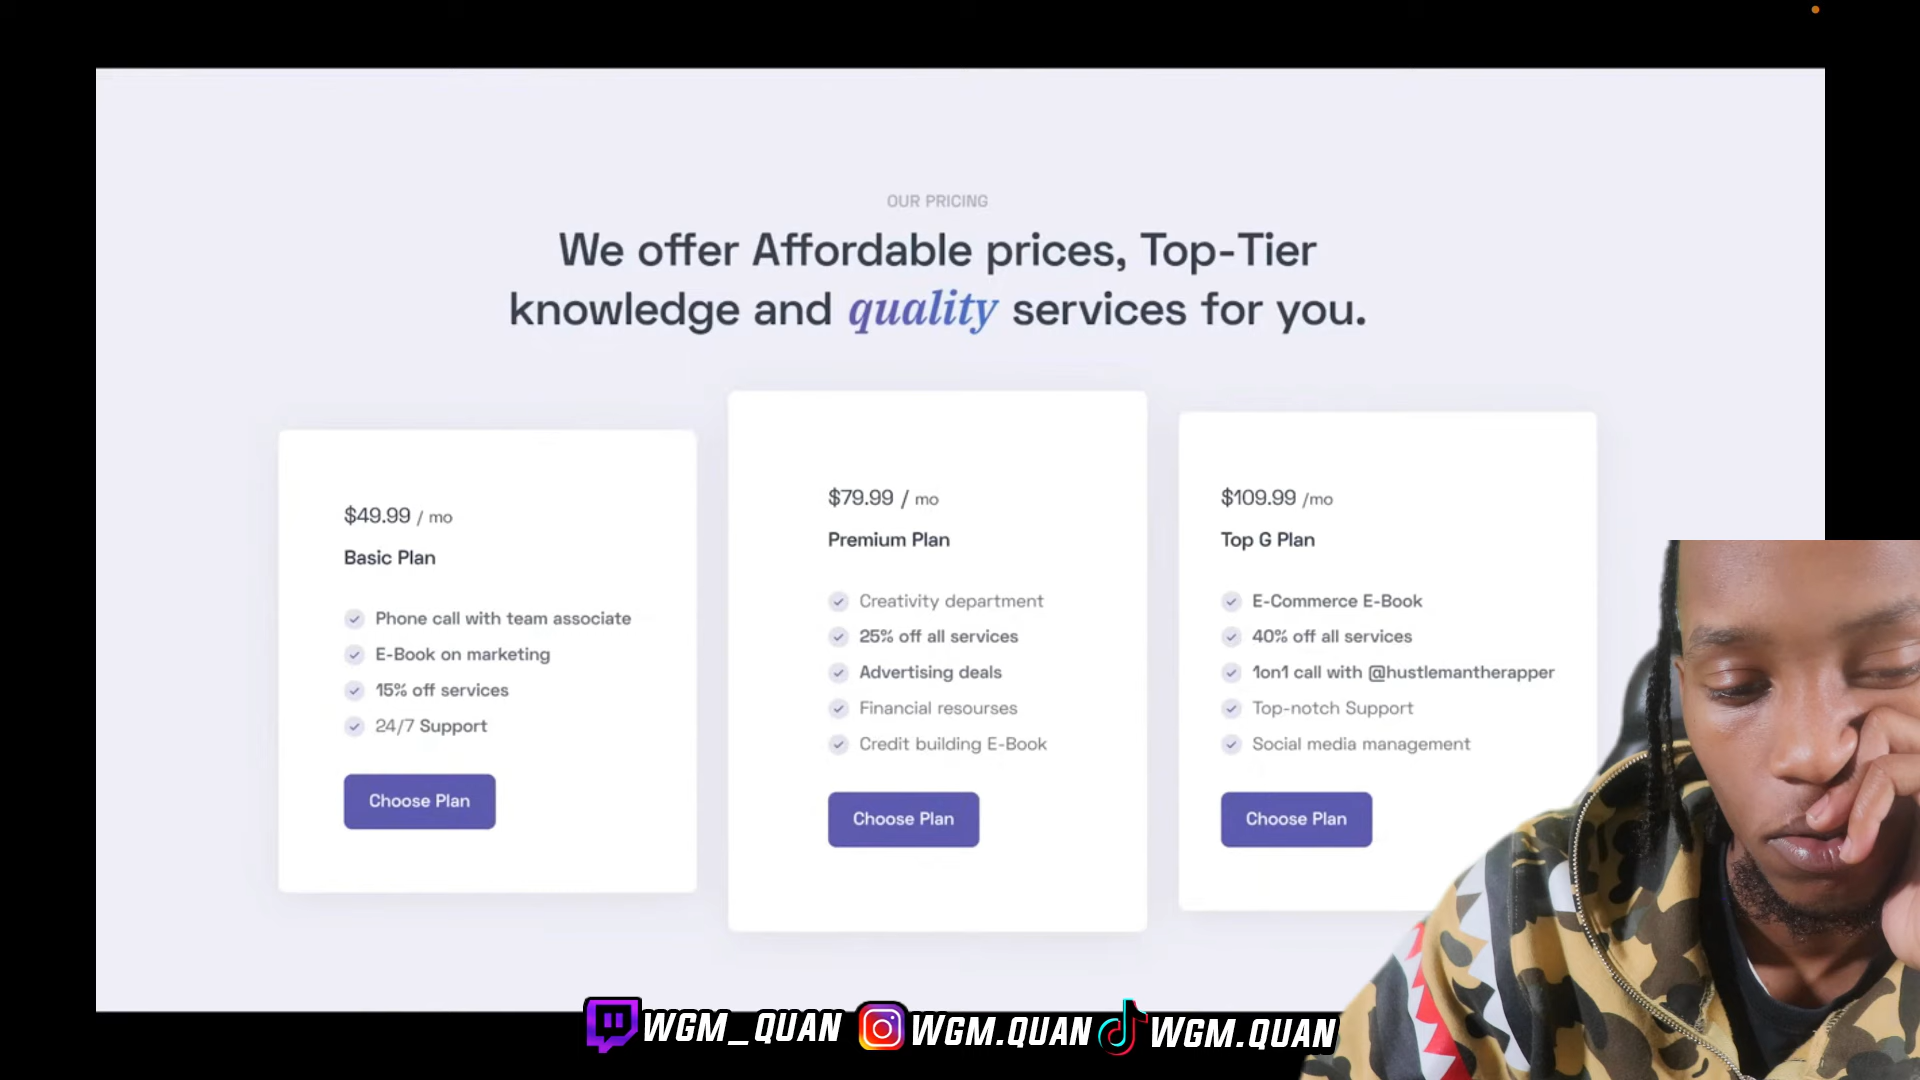 OUR PRICING
We offer Affordable prices, Top-Tier
knowledge and quality services for you.
$49.99 / mo
Basic Plan
Phone call with team associate
E-Book on marketing
15% off services
24/7 Support
Choose Plan
$79.99 / mo
Premium Plan
Creativity department
25% off all services
Advertising deals
Financial resourses
Credit building E-Book
Choose Plan
$109.99 /mo
Top G Plan
E-Commerce E-Book
40% off all services
1on1 call with @hustlemantherapper
Top-notch Support
Social media management
Choose Plan
WGM_QUAN WGM.QUAN WGM.QUAN